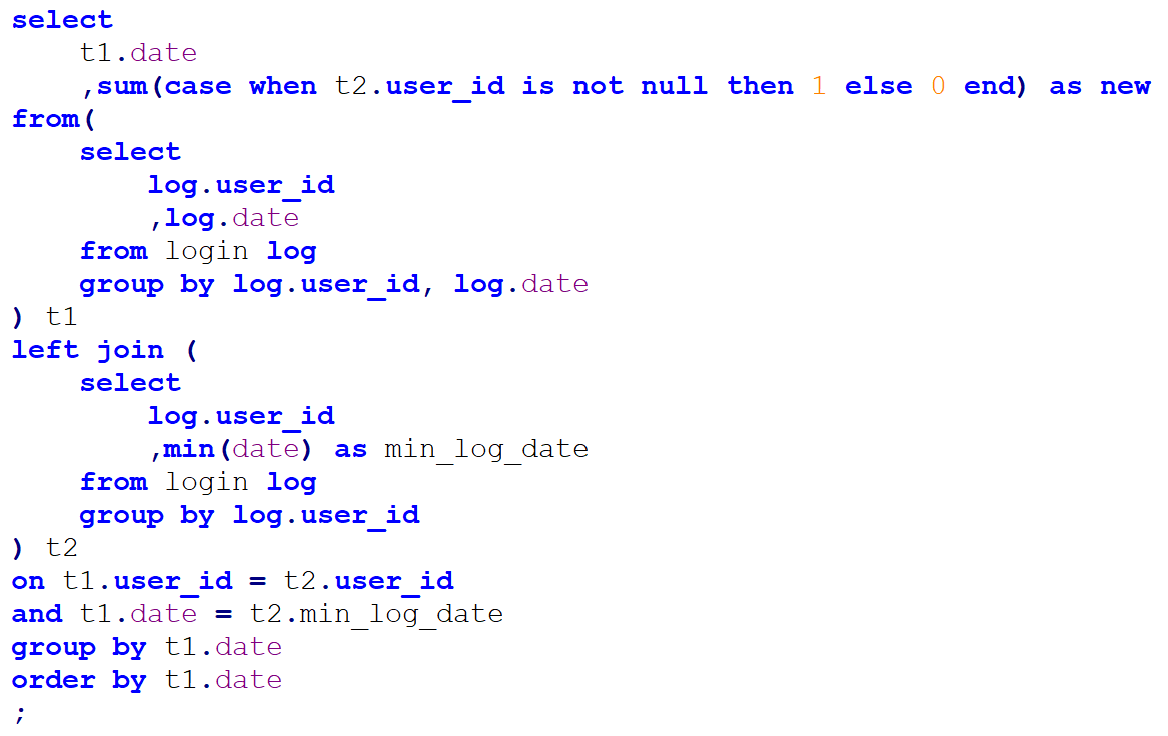 select
    t1.date
    ,sum(case when t2.user_id is not null then 1 else 0 end) as new
from(
    select
        log.user_id
        ,log.date
    from login log
    group by log.user_id, log.date
) t1
left join (
    select
        log.user_id
        ,min(date) as min_log_date
    from login log
    group by log.user_id
) t2
on t1.user_id = t2.user_id
and t1.date = t2.min_log_date
group by t1.date
order by t1.date
;